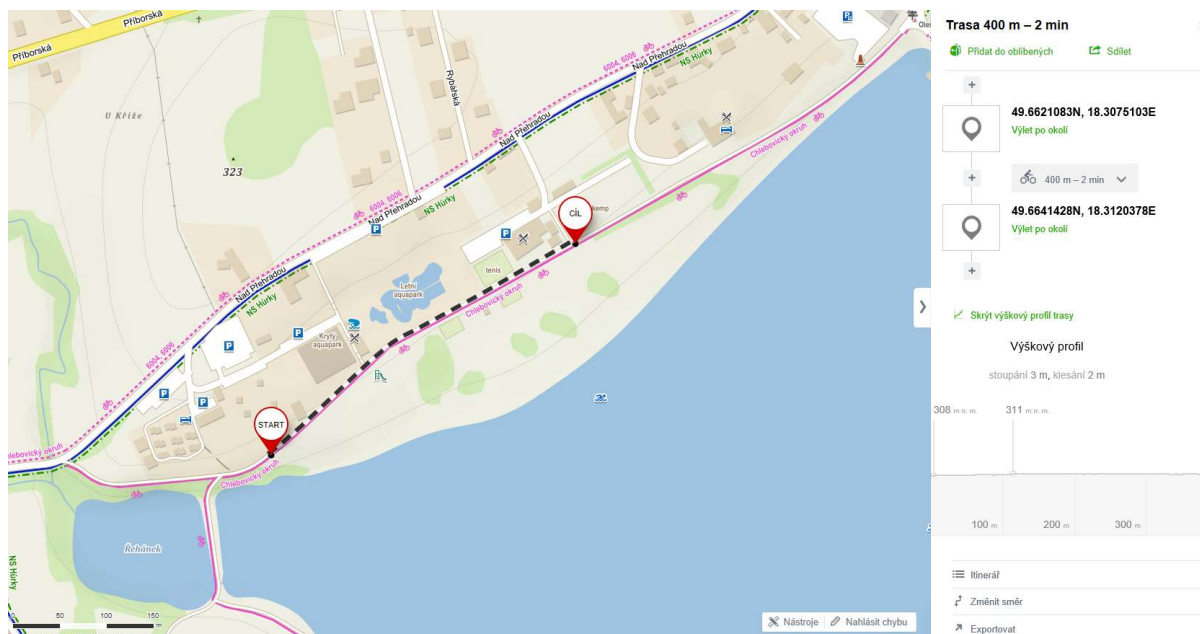 Příborská
Příborská
U Kříže
323
Rybářská
6004, 6006
Nad Přehradou
NS Hůrky
Nad Přehradou
Chlebovický okruh
6004, 6006
Nad Přehradou
NS Hůrky
CÍL
kemp
tenis
Letní
aquapark
Chlebovický okruh
Nad Přehradou
NS Hůrky
Krytý
aquapark
6004, 6006
START
Chlebovický okruh
Řeháněk
NS Hůrky
50 100 150
m
Nástroje
Nahlásit chybu
Trasa 400 m – 2 min
Přidat do oblíbených
Sdílet
49.6621083N, 18.3075103E
Výlet po okolí
400 m – 2 min
49.6641428N, 18.3120378E
Výlet po okolí
Skrýt výškový profil trasy
Výškový profil
stoupání 3 m, klesání 2 m
308 m n. m.
311 m n. m.
100 m
200 m
300 m
Itinerář
Změnit směr
Exportovat